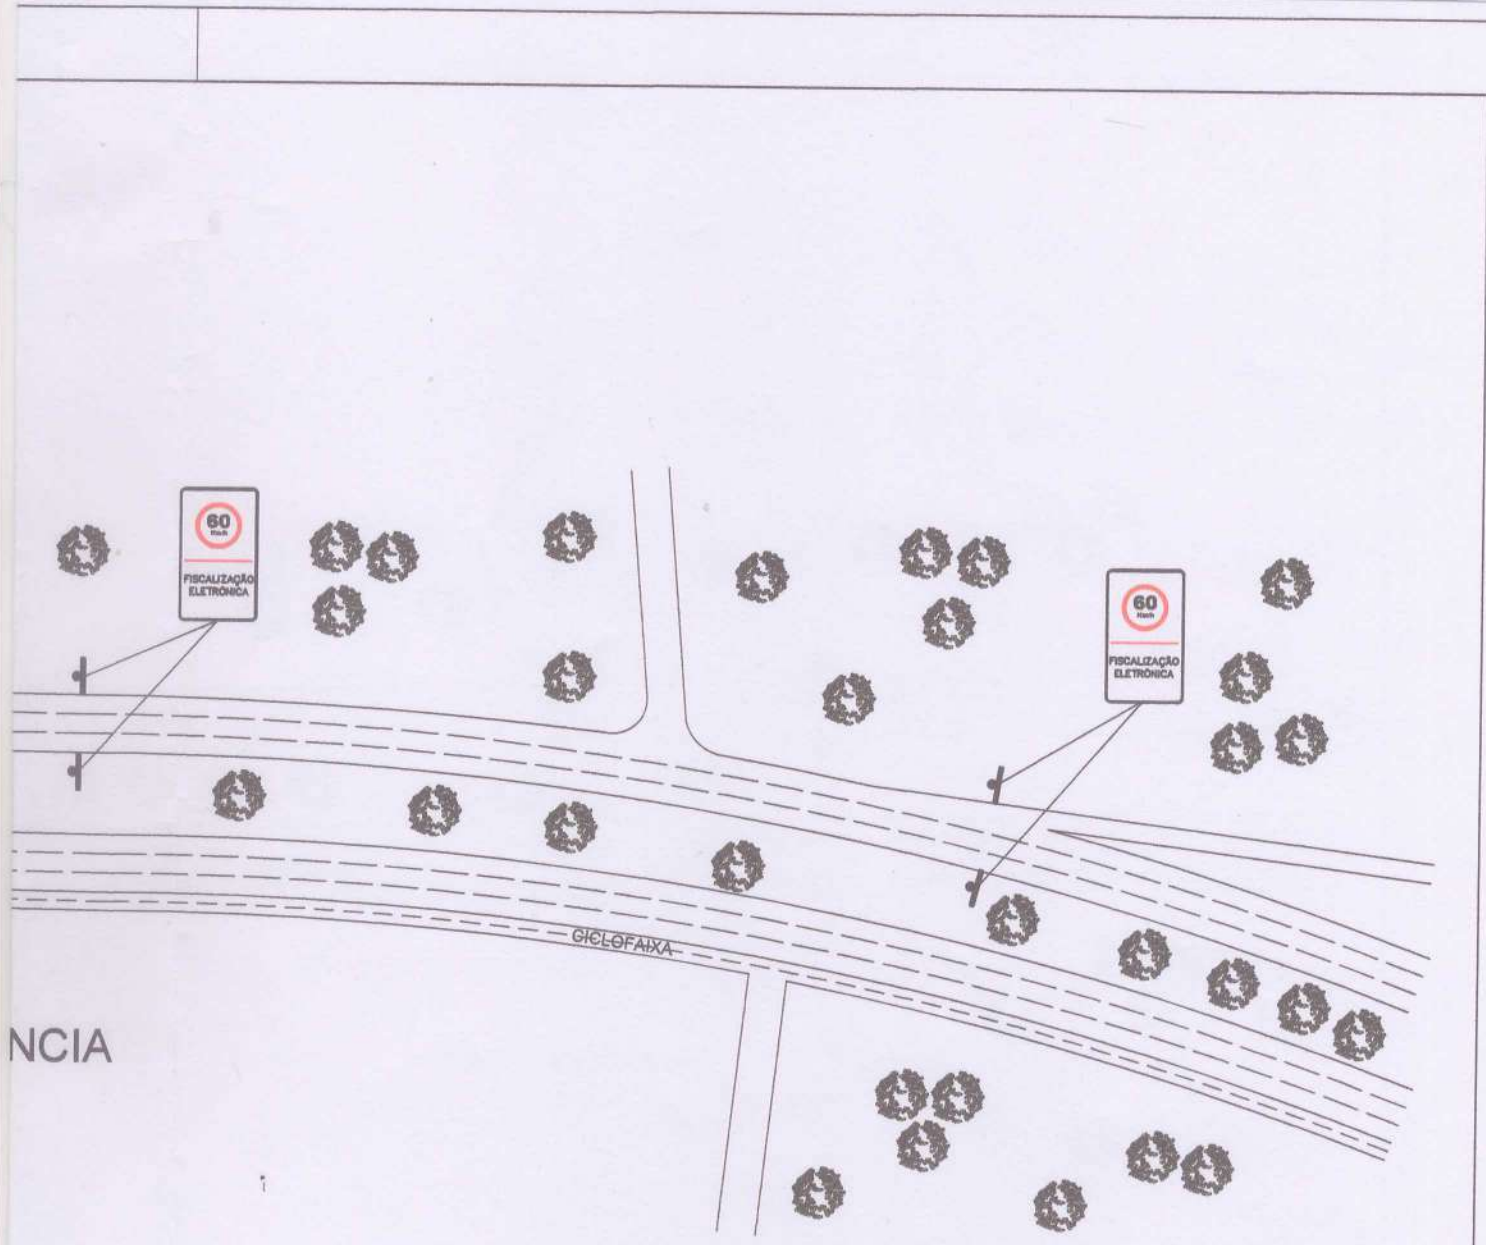 60
km/h
FISCALIZAÇÃO
ELETRÔNICA
60
km/h
FISCALIZAÇÃO
ELETRÔNICA
CICLOFAIXA
NCIA